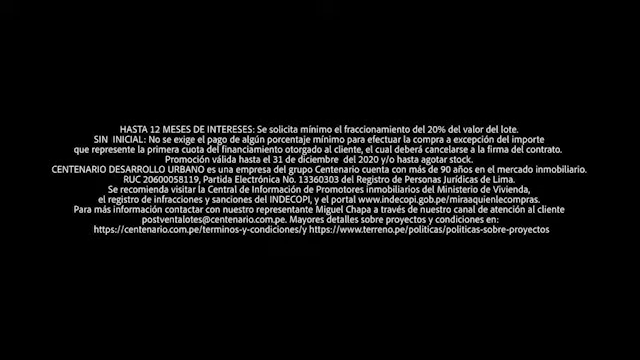 HASTA 12 MESES DE INTERESES: Se solicita mínimo el fraccionamiento del 20% del valor del lote.
SIN INICIAL: No se exige el pago de algún porcentaje mínimo para efectuar la compra a excepción del importe
que represente la primera cuota del financiamiento otorgado al cliente, el cual deberá cancelarse a la firma del contrato.
Promoción válida hasta el 31 de diciembre del 2020 y/o hasta agotar stock.
CENTENARIO DESARROLLO URBANO es una empresa del grupo Centenario cuenta con más de 90 años en el mercado inmobiliario.
RUC 20600058119, Partida Electrónica No. 13360303 del Registro de Personas Jurídicas de Lima.
Se recomienda visitar la Central de Información de Promotores inmobiliarios del Ministerio de Vivienda,
el registro de infracciones y sanciones del INDECOPI, y el portal www.indecopi.gob.pe/miraaquienlecompras.
Para más información contactar con nuestro representante Miguel Chapa a través de nuestro canal de atención al cliente
postventalotes@centenario.com.pe. Mayores detalles sobre proyectos y condiciones en:
https://centenario.com.pe/terminos-y-condiciones/y https://www.terreno.pe/politicas/politicas-sobre-proyectos